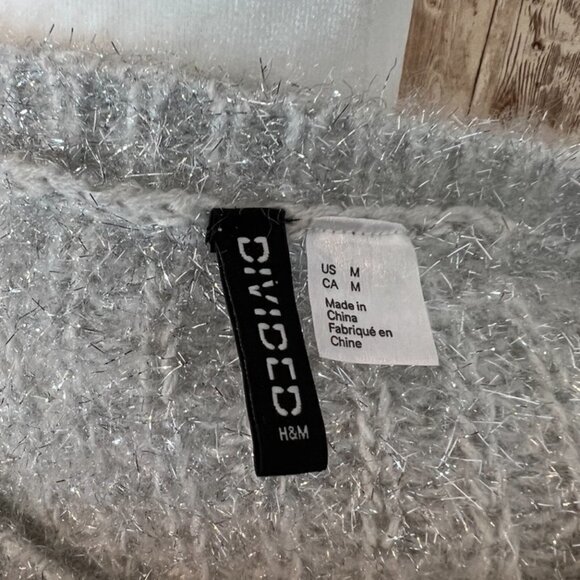 DIVIDED
H&M
US M
CA M
Made in
China
Fabriqué en
Chine